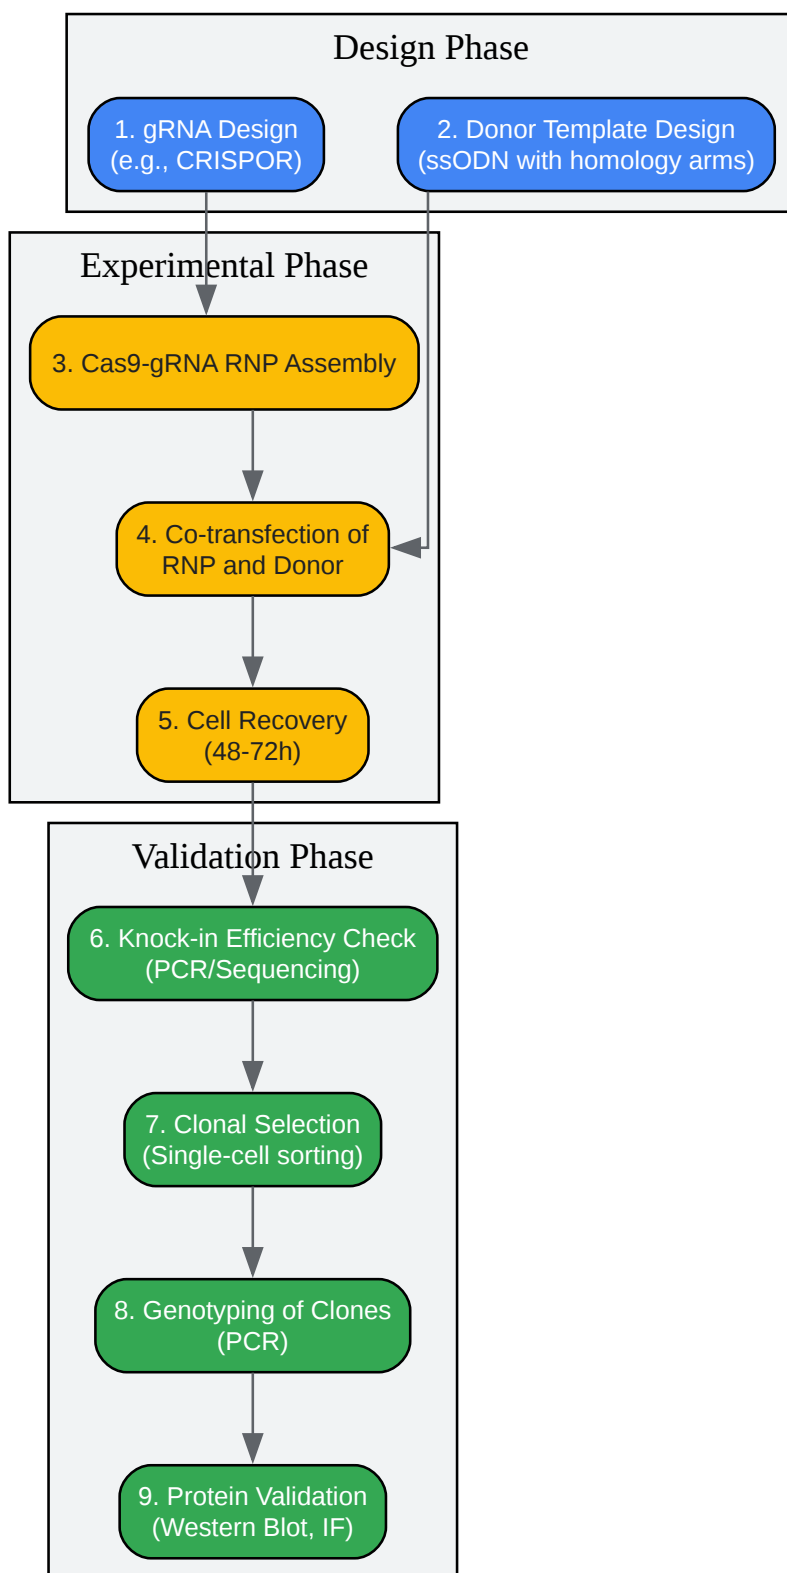 Design Phase
1. gRNA Design
(e.g., CRISPOR)
2. Donor Template Design
(ssODN with homology arms)
Experimental Phase
3. Cas9-gRNA RNP Assembly
4. Co-transfection of
RNP and Donor
5. Cell Recovery
(48-72h)
Validation Phase
6. Knock-in Efficiency Check
(PCR/Sequencing)
7. Clonal Selection
(Single-cell sorting)
8. Genotyping of Clones
(PCR)
9. Protein Validation
(Western Blot, IF)